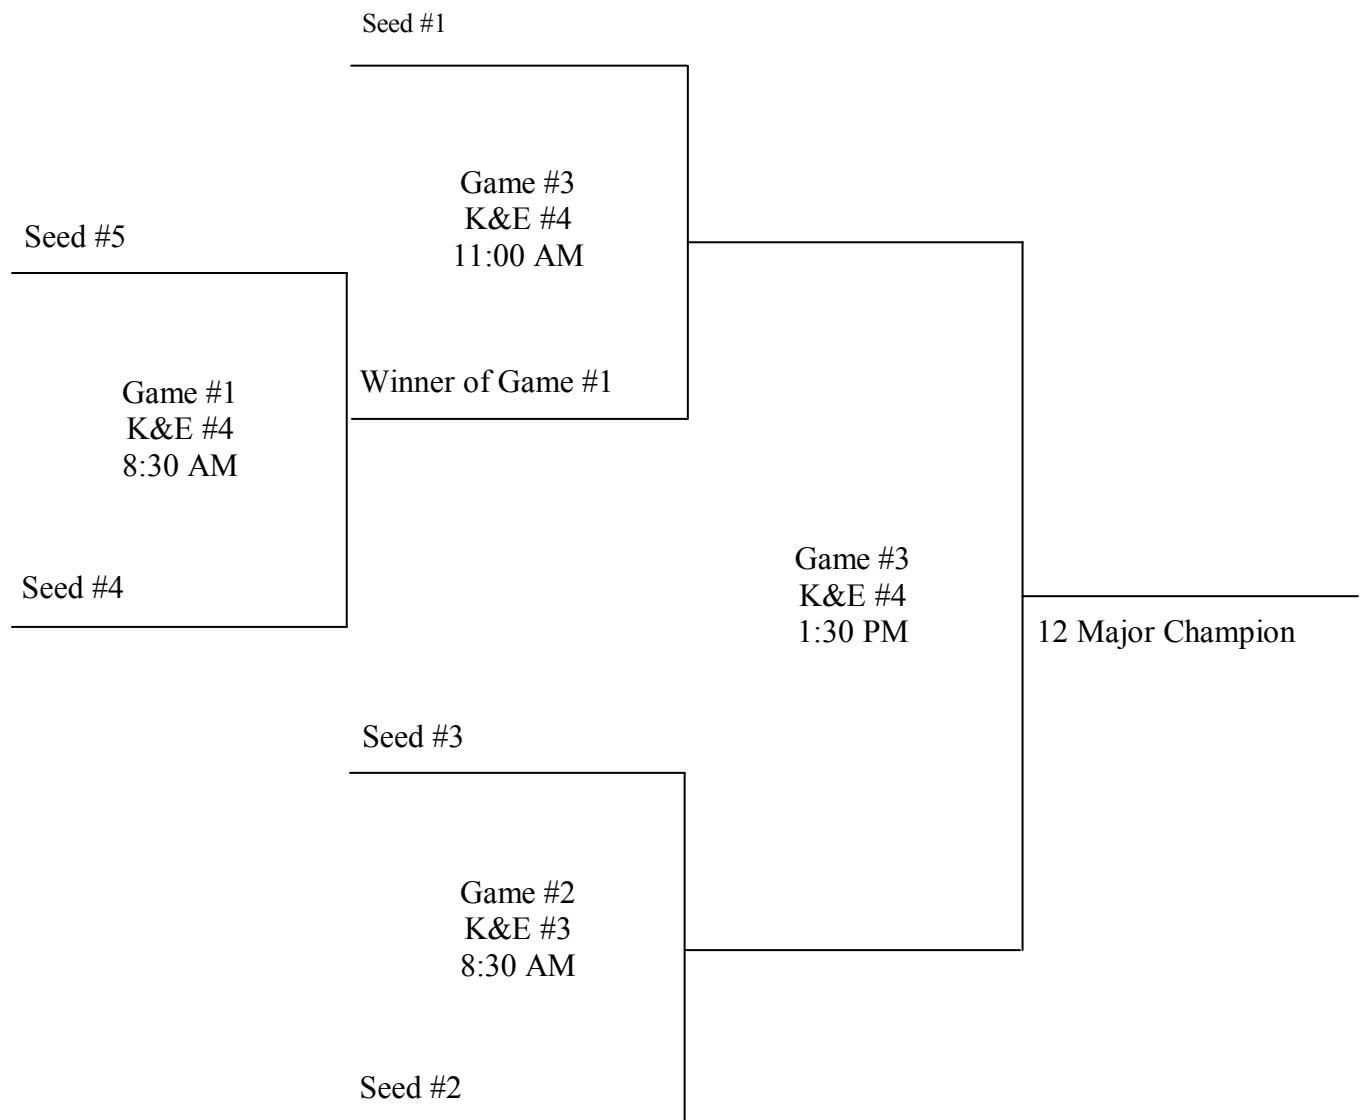 Seed #1
Game #3
K&E #4
11:00 AM
Seed #5
Winner of Game #1
Game #1
K&E #4
8:30 AM
Seed #4
Game #3
K&E #4
1:30 PM
12 Major Champion
Seed #3
Game #2
K&E #3
8:30 AM
Seed #2